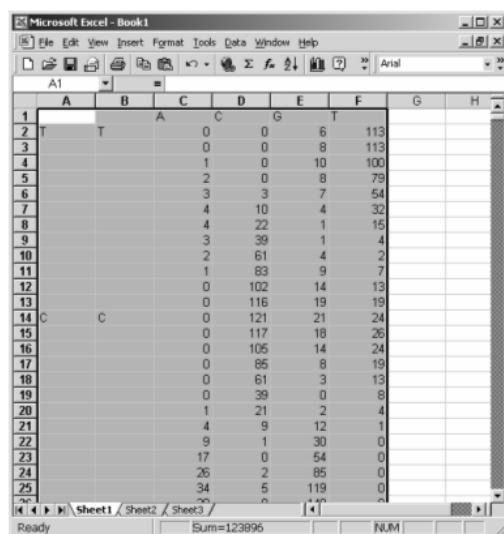 Microsoft Excel - Book1
File Edit View Insert Format Tools Data Window Help
Arial
A1 =
A B C D E F G H
1 A C G T
2 T T 0 0 6 113
3 0 0 8 113
4 1 0 10 100
5 2 0 8 79
6 3 3 7 54
7 4 10 4 32
8 4 22 1 15
9 3 39 1 4
10 2 61 4 2
11 1 83 9 7
12 0 102 14 13
13 0 116 19 19
14 C C 0 121 21 24
15 0 117 18 26
16 0 105 14 24
17 0 85 8 19
18 0 61 3 13
19 0 39 0 8
20 1 21 2 4
21 4 9 12 1
22 9 1 30 0
23 17 0 54 0
24 26 2 85 0
25 34 5 119 0
Sheet1 Sheet2 Sheet3
Ready Sum=123896 NUM